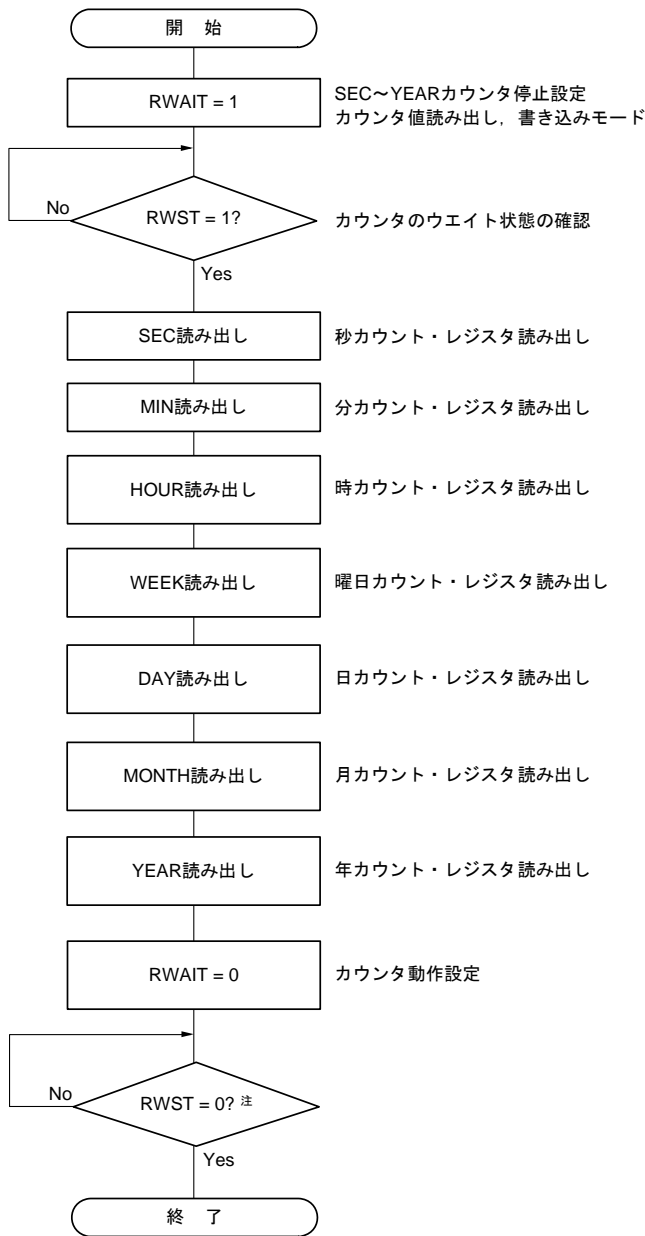 開 始
RWAIT = 1
SEC～YEARカウンタ停止設定
カウンタ値読み出し，書き込みモード
No
RWST = 1?
カウンタのウエイト状態の確認
Yes
SEC読み出し
秒カウント・レジスタ読み出し
MIN読み出し
分カウント・レジスタ読み出し
HOUR読み出し
時カウント・レジスタ読み出し
WEEK読み出し
曜日カウント・レジスタ読み出し
DAY読み出し
日カウント・レジスタ読み出し
MONTH読み出し
月カウント・レジスタ読み出し
YEAR読み出し
年カウント・レジスタ読み出し
RWAIT = 0
カウンタ動作設定
No
RWST = 0? 注
Yes
終 了